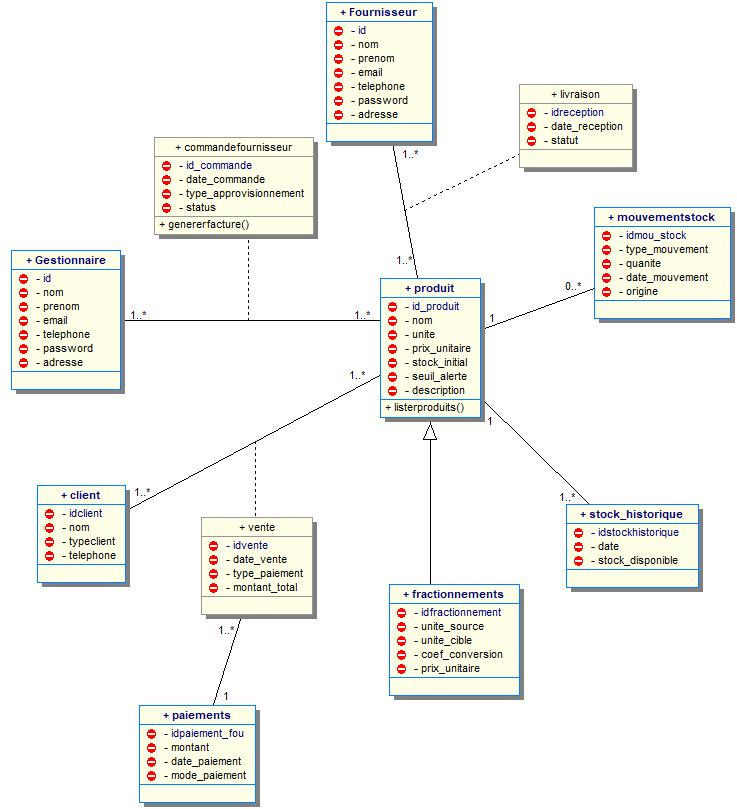 + Fournisseur
- id
- nom
- prenom
- email
- telephone
- password
- adresse
+ livraison
- idreception
- date_reception
- statut
1..*
1..*
+ commandefournisseur
- id_commande
- date_commande
- type_approvisionnement
- status
+ genererfacture()
+ mouvementstock
- idmou_stock
- type_mouvement
- quanite
- date_mouvement
- origine
+ Gestionnaire
- id
- nom
- prenom
- email
- telephone
- password
- adresse
1..*
1..*
+ produit
- id_produit
- nom
- unite
- prix_unitaire
- stock_initial
- seuil_alerte
- description
+ listerproduits()
1
0..*
1..*
1..*
1
1..*
+ client
- idclient
- nom
- typeclient
- telephone
+ vente
- idvente
- date_vente
- type_paiement
- montant_total
+ stock_historique
- idstockhistorique
- date
- stock_disponible
+ fractionnements
- idfractionnement
- unite_source
- unite_cible
- coef_conversion
- prix_unitaire
1..*
1
+ paiements
- idpaiement_fou
- montant
- date_paiement
- mode_paiement